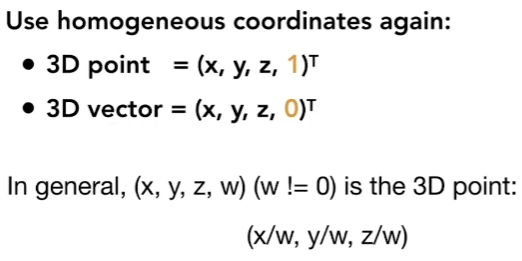 Use homogeneous coordinates again:
• 3D point = (x, y, z, 1)ᵀ
• 3D vector = (x, y, z, 0)ᵀ
In general, (x, y, z, w) (w != 0) is the 3D point:
(x/w, y/w, z/w)